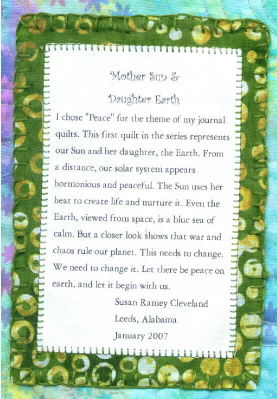 Mother Sun &
Daughter Earth
I chose "Peace" for the theme of my journal
quilts. This first quilt in the series represents
our Sun and her daughter, the Earth. From
a distance, our solar system appears
hormonious and peaceful. The Sun uses her
heat to create life and nurture it. Even the
Earth, viewed from space, is a blue sea of
calm. But a closer look shows that war and
chaos rule our planet. This needs to change.
We need to change it. Let there be peace on
earth, and let it begin with us.
Susan Ramey Cleveland
Leeds, Alabama
January 2007